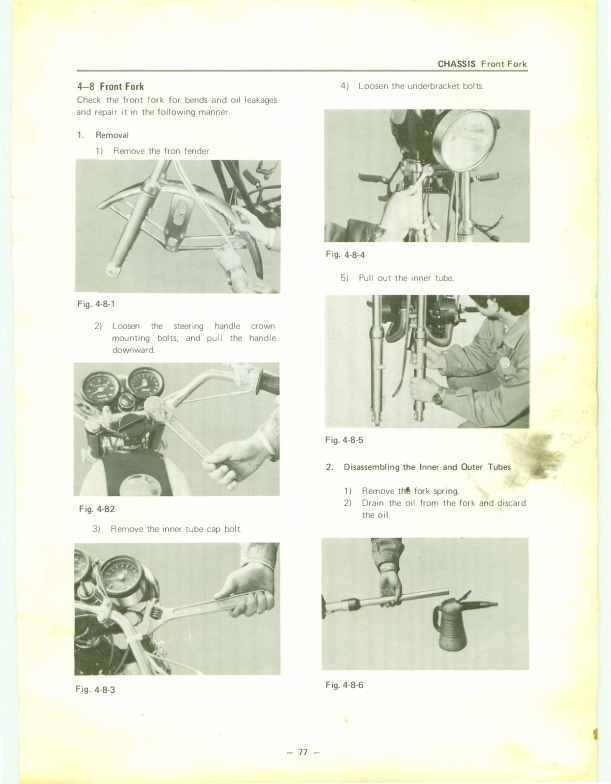 CHASSIS Front Fork
4—8 Front Fork
Check the front fork for bends and oil leakages
and repair it in the following manner.
1. Removal
1) Remove the fron fender.
Fig. 4-8-1
2) Loosen the steering handle crown
mounting bolts, and pull the handle
downward.
Fig. 4-82
3) Remove the inner tube cap bolt.
Fig. 4-8-3
4) Loosen the underbracket bolts.
Fig. 4-8-4
5) Pull out the inner tube.
Fig. 4-8-5
2. Disassembling the Inner and Outer Tubes
1) Remove the fork spring.
2) Drain the oil from the fork and discard
the oil.
Fig. 4-8-6
— 77 —